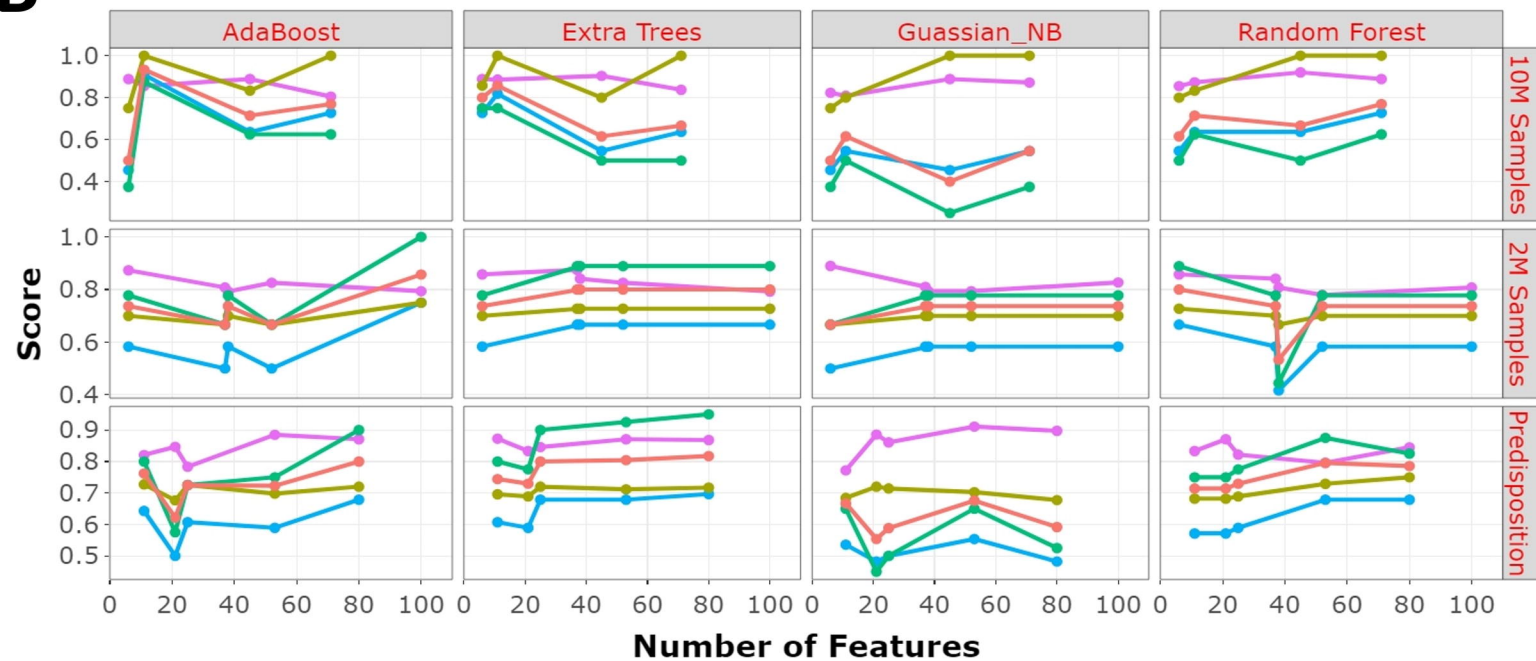 AdaBoost Extra Trees Guassian_NB Random Forest
1.0
0.8
0.6
0.4
10M Samples
1.0
0.8
0.6
0.4
2M Samples
0.9
0.8
0.7
0.6
0.5
Predisposition
Score
0 20 40 60 80 100 0 20 40 60 80 100 0 20 40 60 80 100 0 20 40 60 80 100
Number of Features